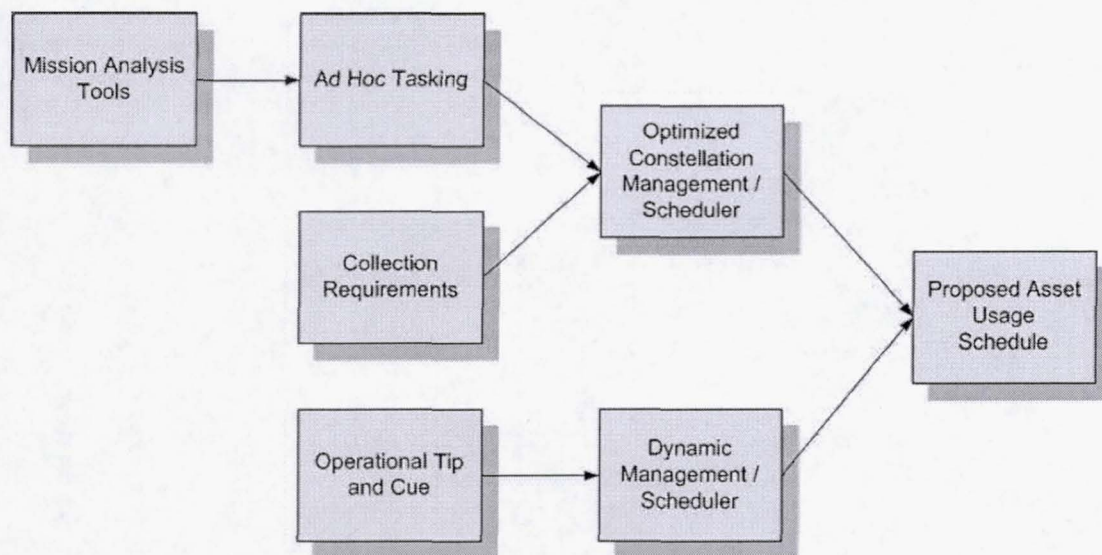 Mission Analysis
Tools
Ad Hoc Tasking
Optimized
Constellation
Management /
Scheduler
Collection
Requirements
Proposed Asset
Usage
Schedule
Operational Tip
and Cue
Dynamic
Management /
Scheduler